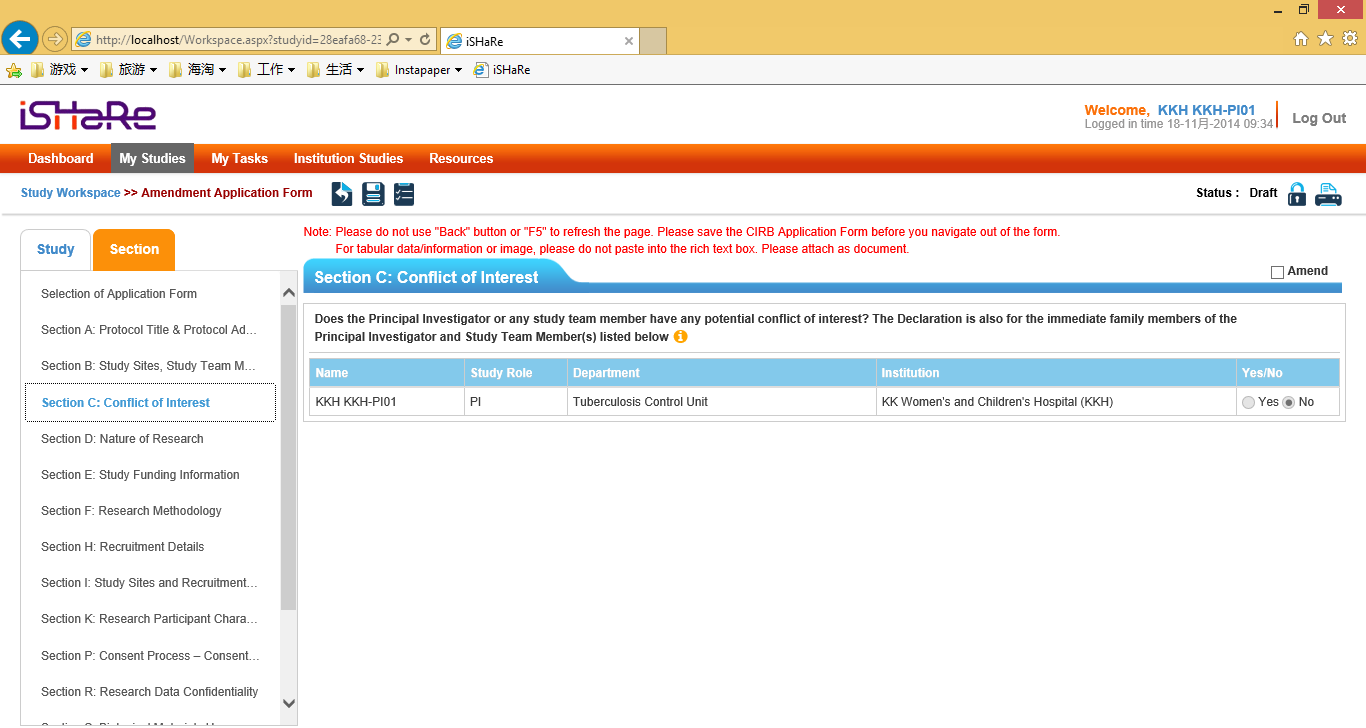 http://localhost/Workspace.aspx?studyid=28eafa68-23
iSHaRe
游戏 旅游 海淘 工作 生活 Instapaper iSHaRe
iSHaRe
Welcome, KKH KKH-PI01
Logged in time 18-11月-2014 09:34
Log Out
Dashboard My Studies My Tasks Institution Studies Resources
Study Workspace >> Amendment Application Form
Status : Draft
Study Section
Note: Please do not use "Back" button or "F5" to refresh the page. Please save the CIRB Application Form before you navigate out of the form.
For tabular data/information or image, please do not paste into the rich text box. Please attach as document.
Selection of Application Form
Section A: Protocol Title & Protocol Ad...
Section B: Study Sites, Study Team M...
Section C: Conflict of Interest
Section D: Nature of Research
Section E: Study Funding Information
Section F: Research Methodology
Section H: Recruitment Details
Section I: Study Sites and Recruitment...
Section K: Research Participant Chara...
Section P: Consent Process – Consent...
Section R: Research Data Confidentiality
Section C: Conflict of Interest
Amend
Does the Principal Investigator or any study team member have any potential conflict of interest? The Declaration is also for the immediate family members of the
Principal Investigator and Study Team Member(s) listed below
Name Study Role Department Institution Yes/No
KKH KKH-PI01 PI Tuberculosis Control Unit KK Women's and Children's Hospital (KKH) Yes No